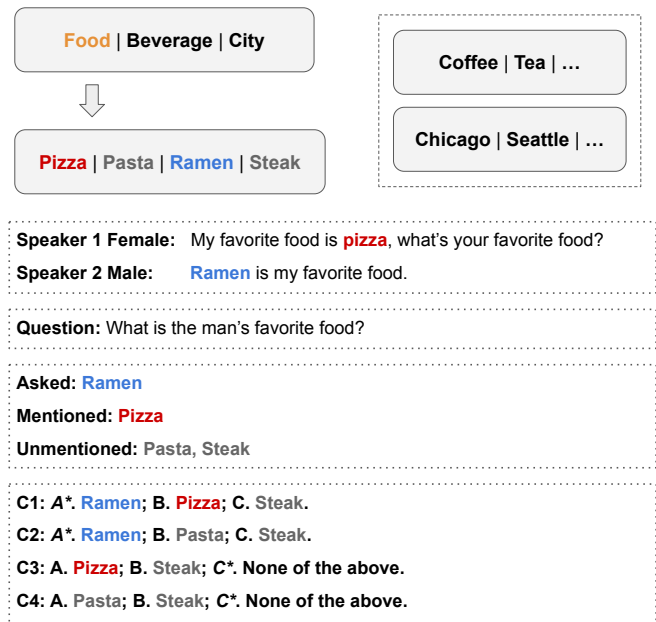 Food | Beverage | City
Coffee | Tea | …
Chicago | Seattle | …
Pizza | Pasta | Ramen | Steak
Speaker 1 Female: My favorite food is pizza, what's your favorite food?
Speaker 2 Male: Ramen is my favorite food.
Question: What is the man's favorite food?
Asked: Ramen
Mentioned: Pizza
Unmentioned: Pasta, Steak
C1: A*. Ramen; B. Pizza; C. Steak.
C2: A*. Ramen; B. Pasta; C. Steak.
C3: A. Pizza; B. Steak; C*. None of the above.
C4: A. Pasta; B. Steak; C*. None of the above.